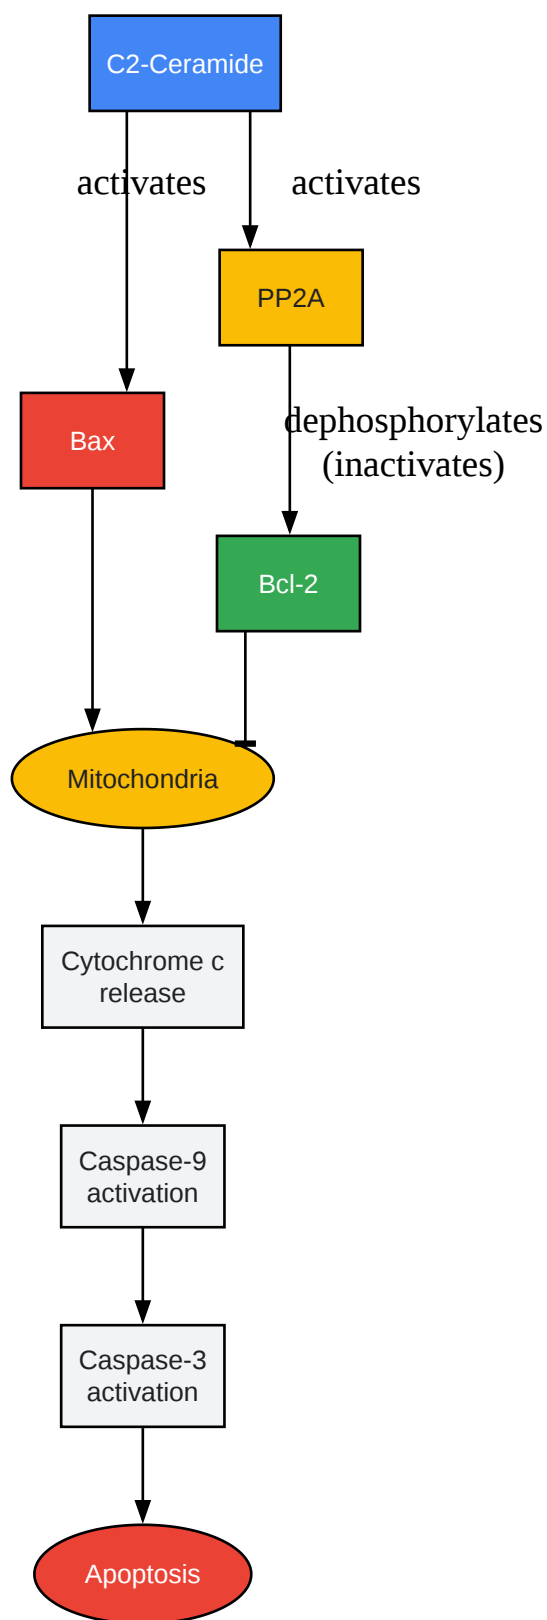 C2-Ceramide
activates
activates
PP2A
dephosphorylates
(inactivates)
Bax
Bcl-2
Mitochondria
Cytochrome c
release
Caspase-9
activation
Caspase-3
activation
Apoptosis